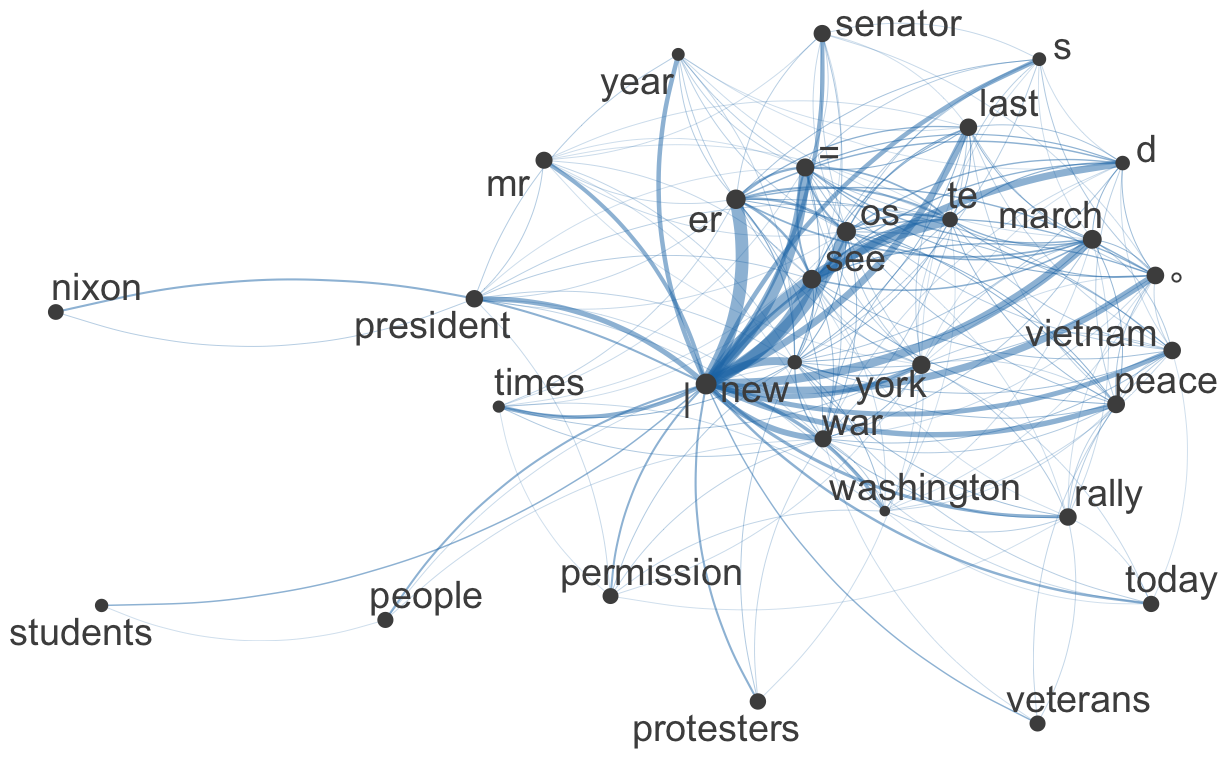 senator
s
year
last
=
d
mr
te
er
os
march
see
°
nixon
president
vietnam
times
|
new
york
peace
war
washington
rally
permission
today
people
students
veterans
protesters